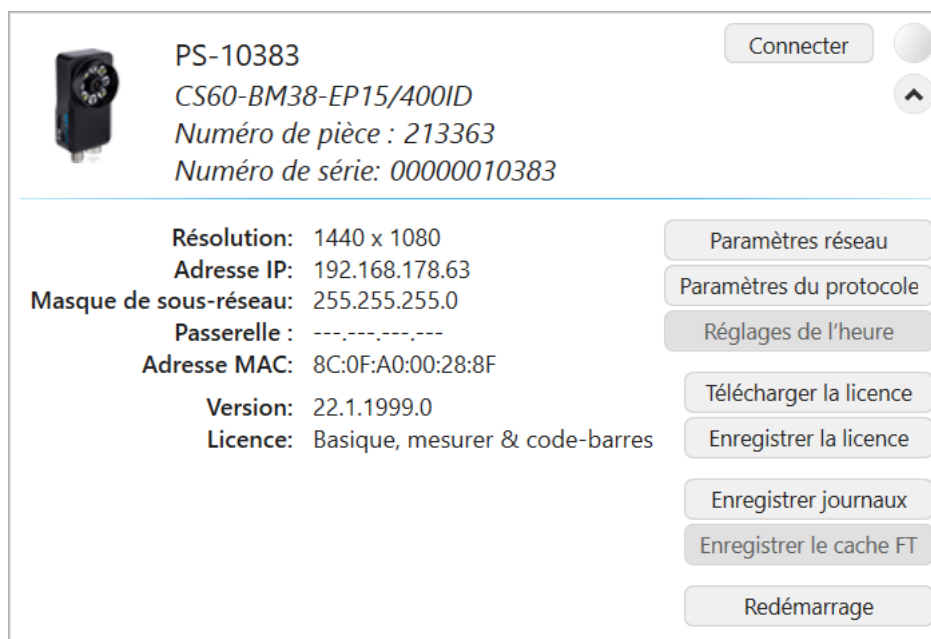 PS-10383
Connecter
CS60-BM38-EP15/400ID
Numéro de pièce : 213363
Numéro de série: 00000010383
Résolution: 1440 x 1080
Paramètres réseau
Adresse IP: 192.168.178.63
Paramètres du protocole
Masque de sous-réseau: 255.255.255.0
Passerelle : ---.---.---.---
Réglages de l’heure
Adresse MAC: 8C:0F:A0:00:28:8F
Télécharger la licence
Version: 22.1.1999.0
Licence: Basique, mesurer & code-barres
Enregistrer la licence
Enregistrer journaux
Enregistrer le cache FT
Redémarrage